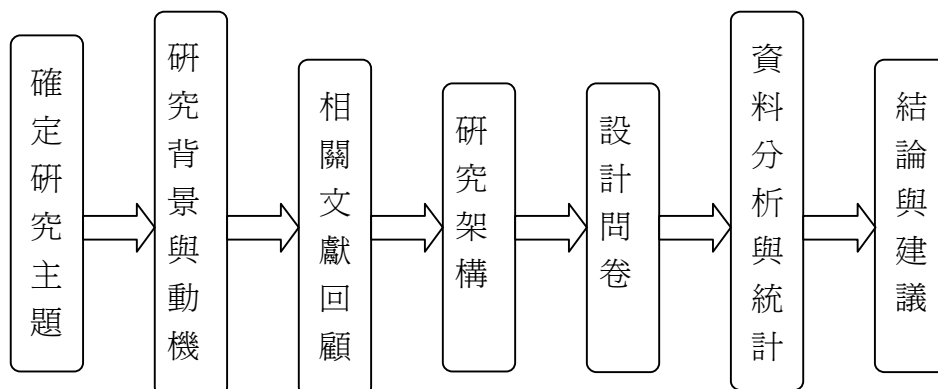 確定研究主題
研究背景與動機
相關文獻回顧
研究架構
設計問卷
資料分析與統計
結論與建議